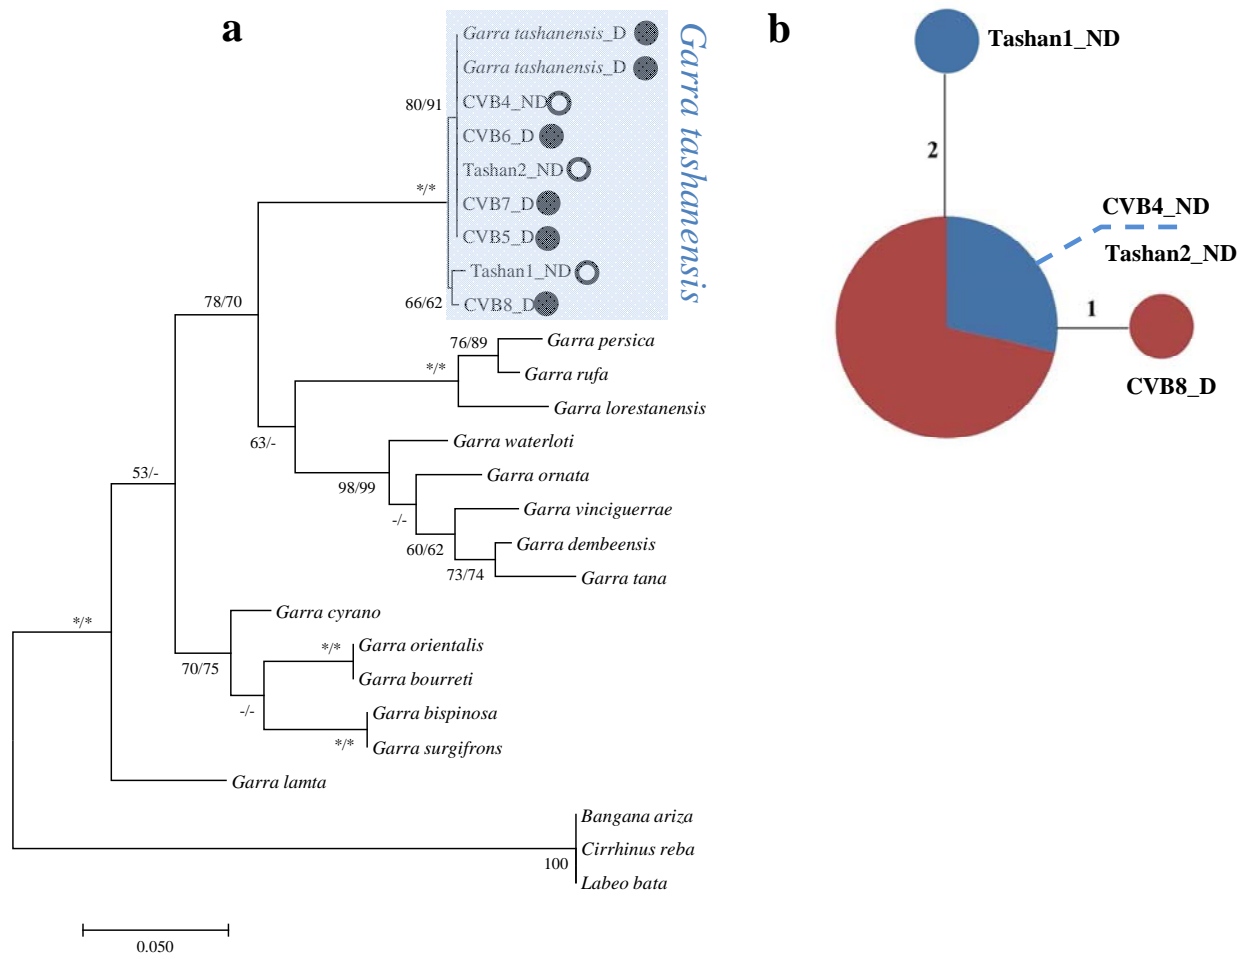 a
Garra tashanensis_D
Garra tashanensis_D
80/91
CVB4_ND
CVB6_D
Tashan2_ND
*/*
CVB7_D
CVB5_D
Tashan1_ND
66/62
CVB8_D
Garra tashanensis
78/70
76/89
Garra persica
*/*
Garra rufa
Garra lorestanensis
63/-
Garra waterloti
53/-
Garra ornata
98/99
-/-
Garra vinciguerrae
60/62
Garra dembeensis
73/74
Garra tana
Garra cyrano
*/*
*/*
Garra orientalis
70/75
Garra bourreti
-/-
Garra bispinosa
*/*
Garra surgifrons
Garra lamta
Bangana ariza
Cirrhinus reba
100
Labeo bata
0.050
b
Tashan1_ND
2
CVB4_ND
Tashan2_ND
1
CVB8_D